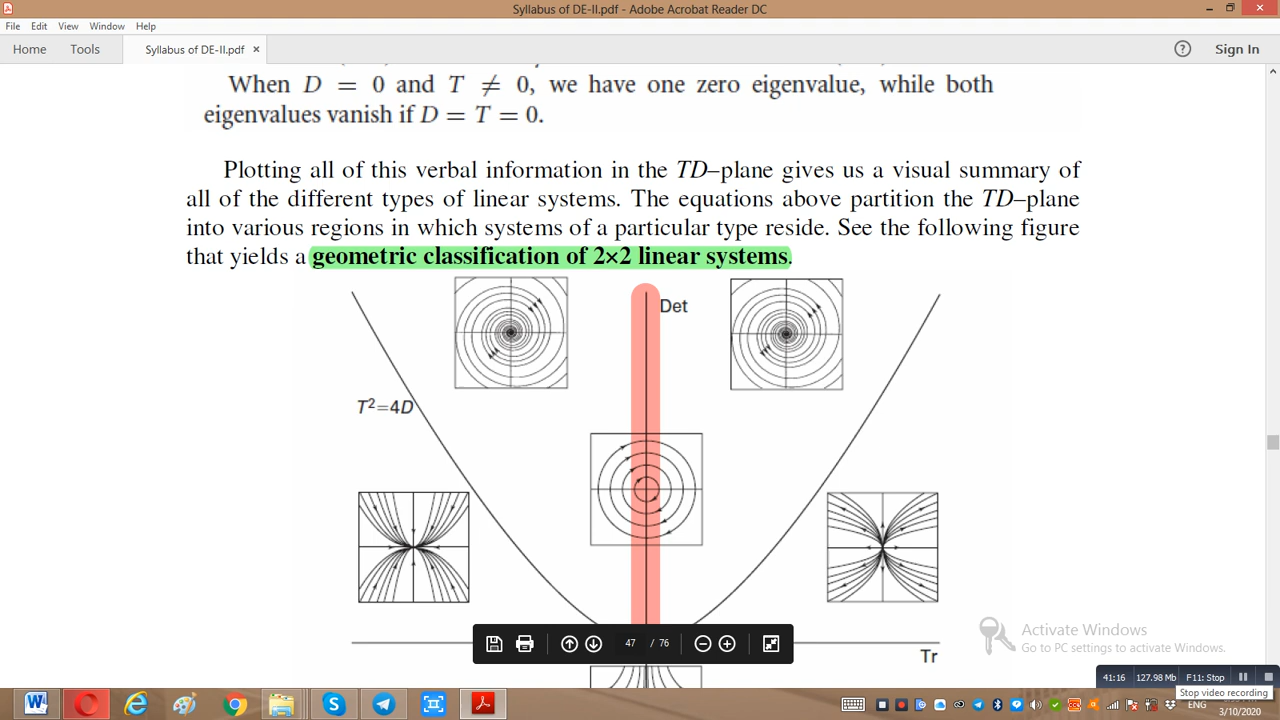 Syllabus of DE-II.pdf - Adobe Acrobat Reader DC
File Edit View Window Help
Home Tools Syllabus of DE-II.pdf × ? Sign In
When D = 0 and T ≠ 0, we have one zero eigenvalue, while both
eigenvalues vanish if D = T = 0.
Plotting all of this verbal information in the TD–plane gives us a visual summary of
all of the different types of linear systems. The equations above partition the TD–plane
into various regions in which systems of a particular type reside. See the following figure
that yields a geometric classification of 2×2 linear systems.
Det
T²=4D
Tr
47 / 76
Activate Windows
Go to PC settings to activate Windows.
41:16 127.98 Mb F11: Stop
Stop video recording
ENG
3/10/2020